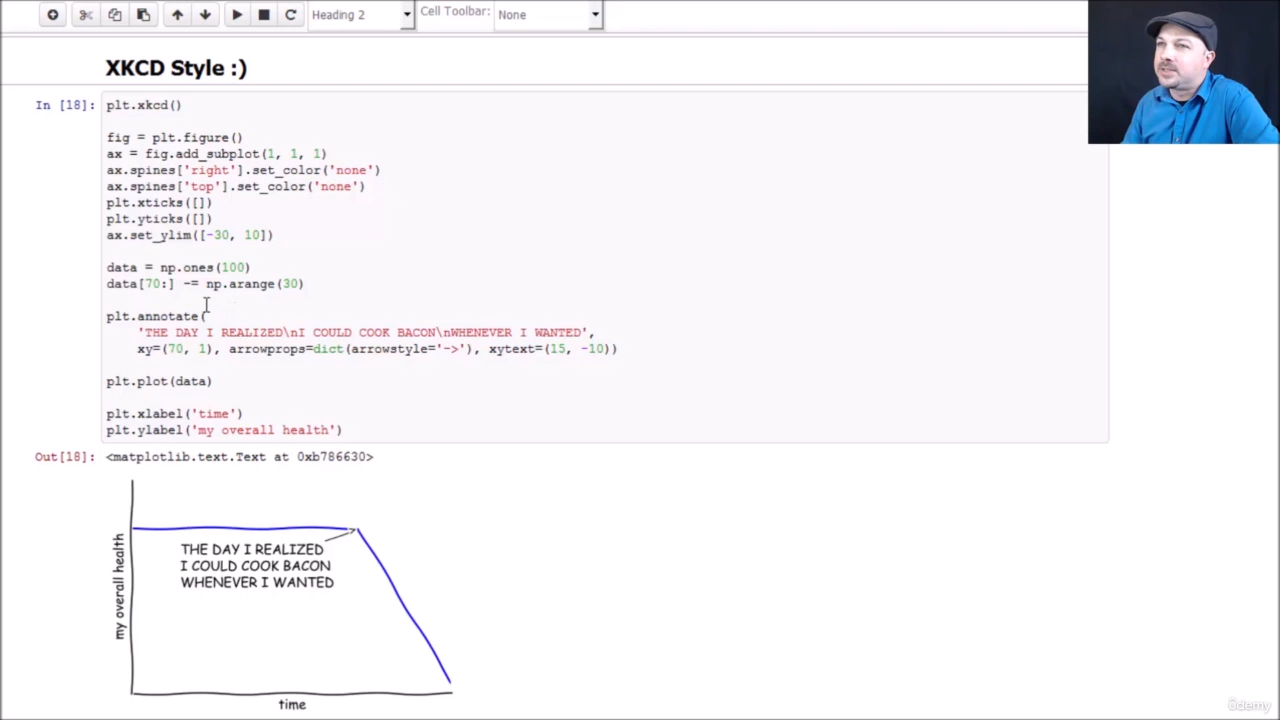 Heading 2
Cell Toolbar:
None
XKCD Style :)
In [18]:
plt.xkcd()
fig = plt.figure()
ax = fig.add_subplot(1, 1, 1)
ax.spines['right'].set_color('none')
ax.spines['top'].set_color('none')
plt.xticks([])
plt.yticks([])
ax.set_ylim([-30, 10])
data = np.ones(100)
data[70:] -= np.arange(30)
plt.annotate(
'THE DAY I REALIZED\nI COULD COOK BACON\nWHENEVER I WANTED',
xy=(70, 1), arrowprops=dict(arrowstyle='->'), xytext=(15, -10))
plt.plot(data)
plt.xlabel('time')
plt.ylabel('my overall health')
Out[18]:
<matplotlib.text.Text at 0xb786630>
my overall health
THE DAY I REALIZED
I COULD COOK BACON
WHENEVER I WANTED
time
ûdemy